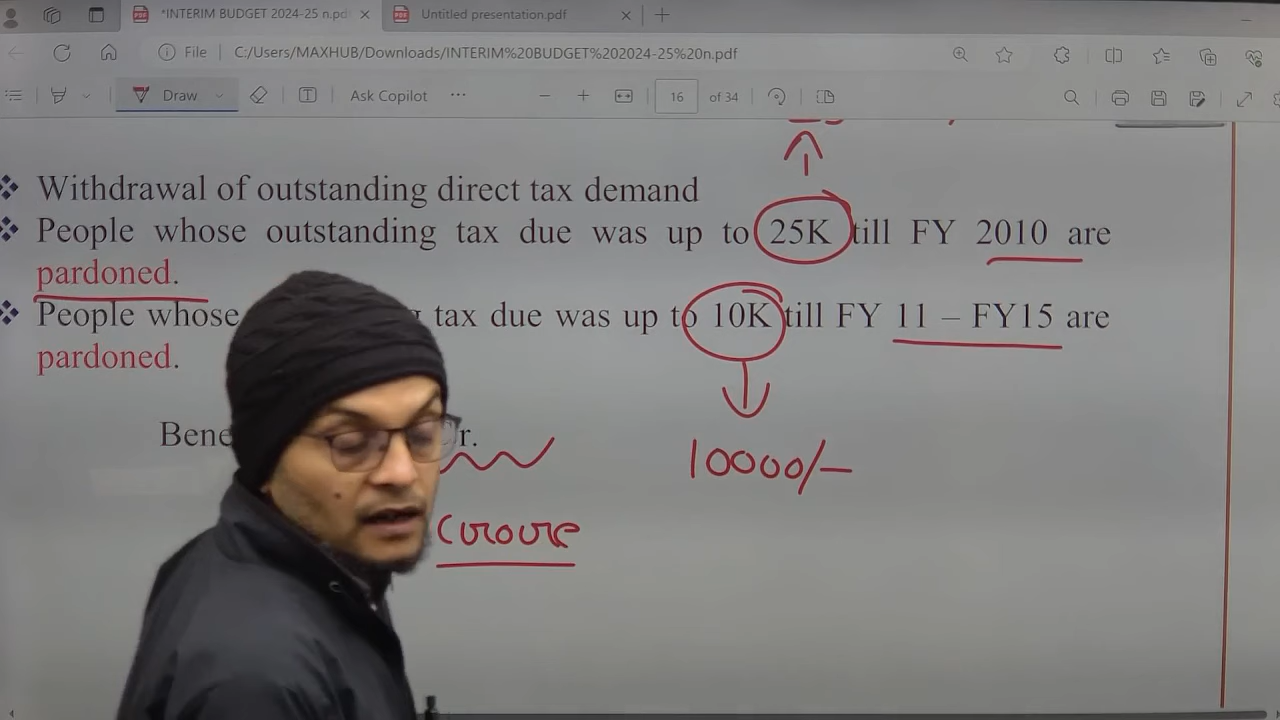 *INTERIM BUDGET 2024-25 n.pd
Untitled presentation.pdf
File
C:/Users/MAXHUB/Downloads/INTERIM%20BUDGET%202024-25%20n.pdf
Draw
Ask Copilot
16 of 34
Withdrawal of outstanding direct tax demand
People whose outstanding tax due was up to 25K till FY 2010 are
pardoned.
People whose tax due was up to 10K till FY 11 – FY15 are
pardoned.
Bene r.
10000/-
Crore